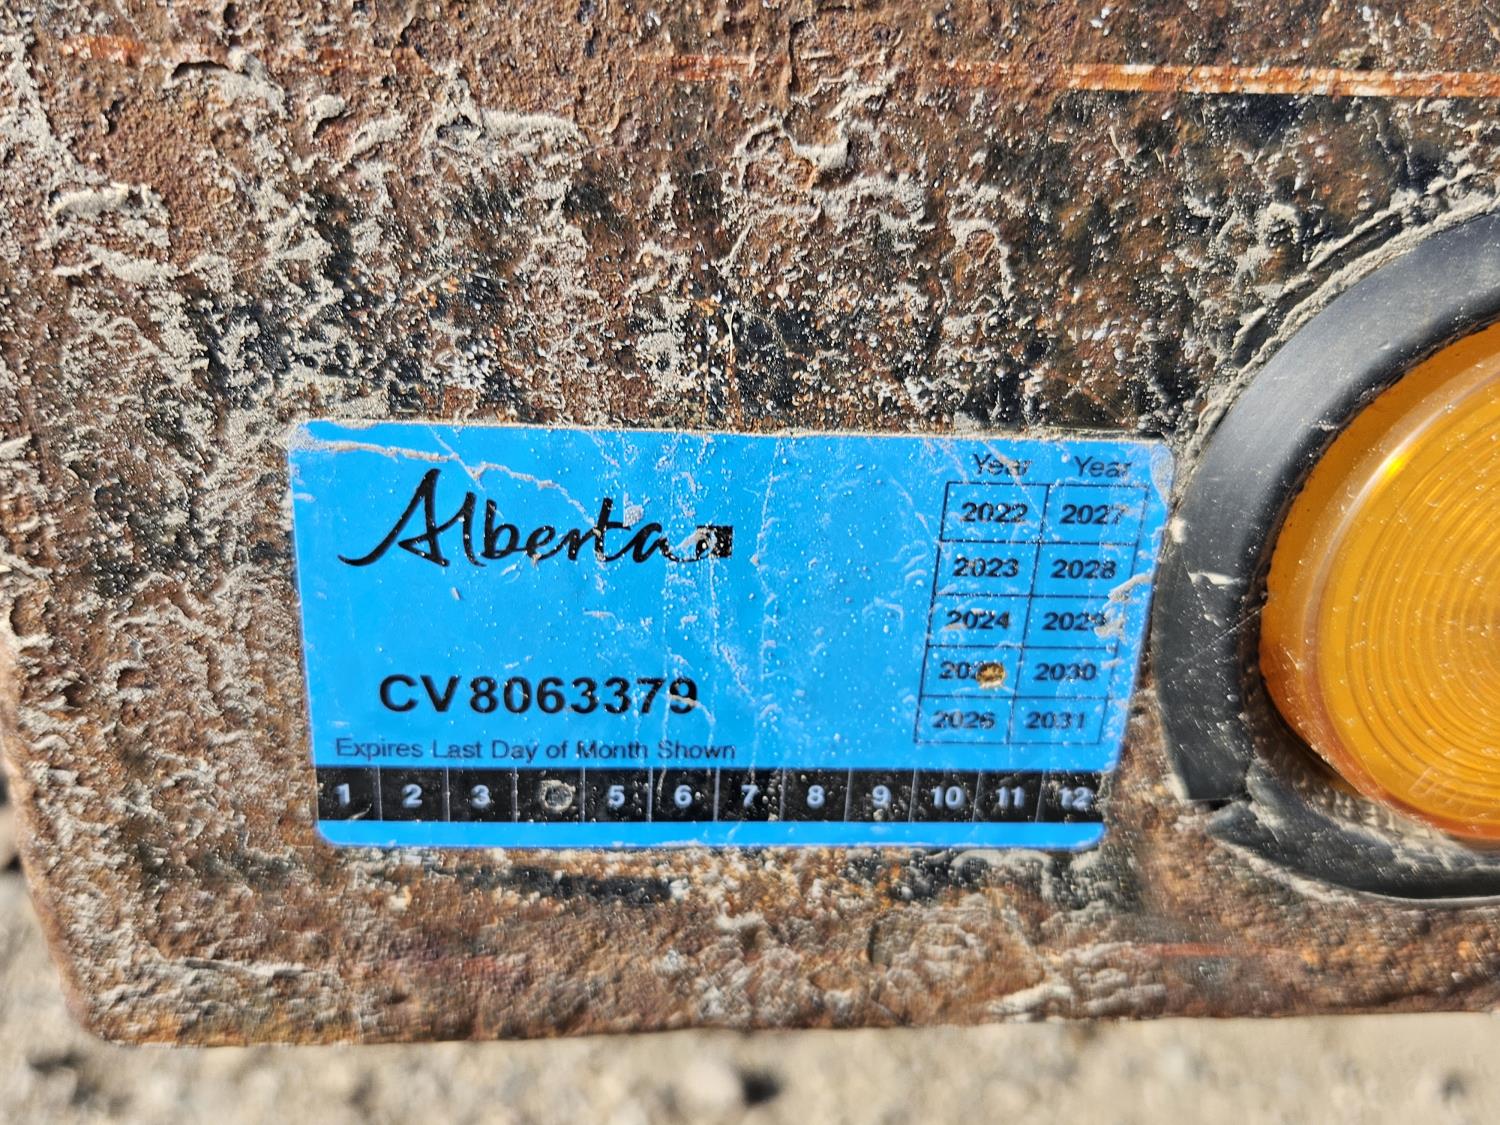 Alberta
Year Year
2022 2027
2023 2028
2024 2029
2030
2026 2031
CV8063379
Expires Last Day of Month Shown
1 2 3 5 6 7 8 9 10 11 12